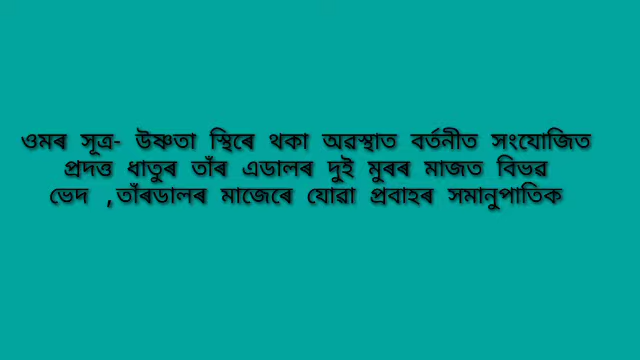 ওমৰ সূত্ৰ- উষ্ণতা স্থিৰে থকা অৱস্থাত বৰ্তনীত সংযোজিত
প্ৰদত্ত ধাতুৰ তাঁৰ এডালৰ দুই মুৰৰ মাজত বিভৱ
ভেদ ,তাঁৰডালৰ মাজেৰে যোৱা প্ৰবাহৰ সমানুপাতিক